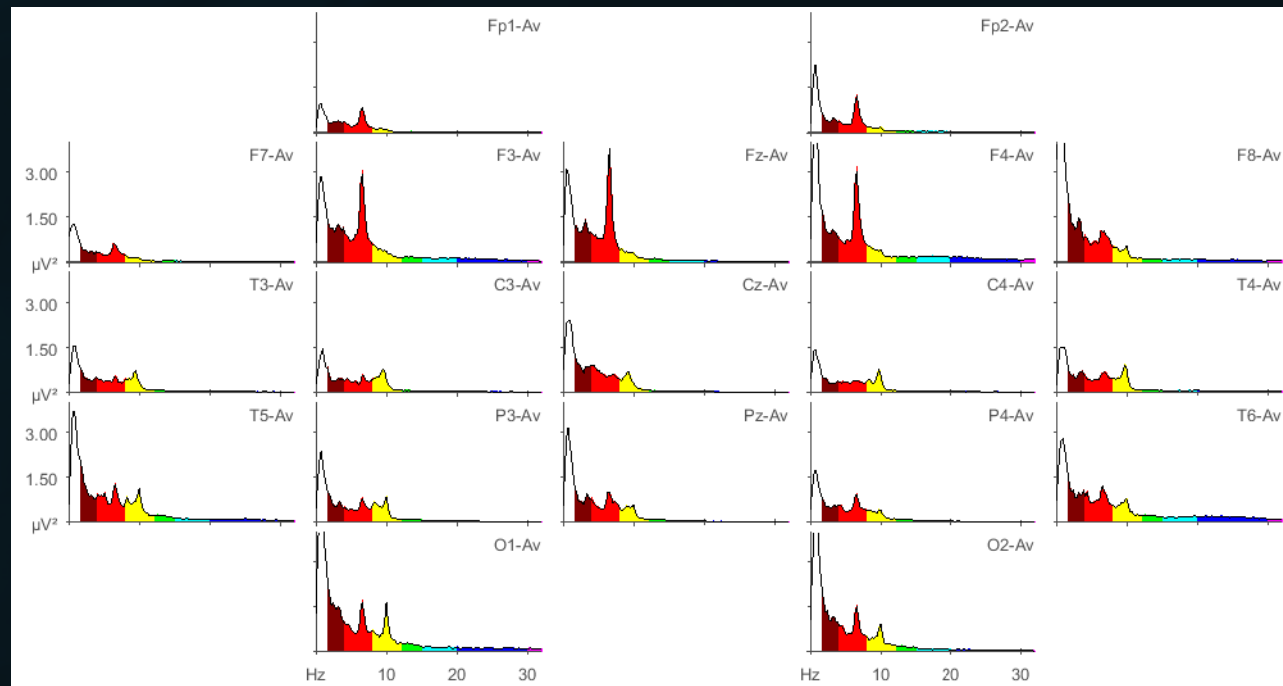 Fp1-Av Fp2-Av
F7-Av F3-Av Fz-Av F4-Av F8-Av
3.00
1.50
µV²
T3-Av C3-Av Cz-Av C4-Av T4-Av
3.00
1.50
µV²
T5-Av P3-Av Pz-Av P4-Av T6-Av
3.00
1.50
µV²
O1-Av O2-Av
Hz 10 20 30 Hz 10 20 30